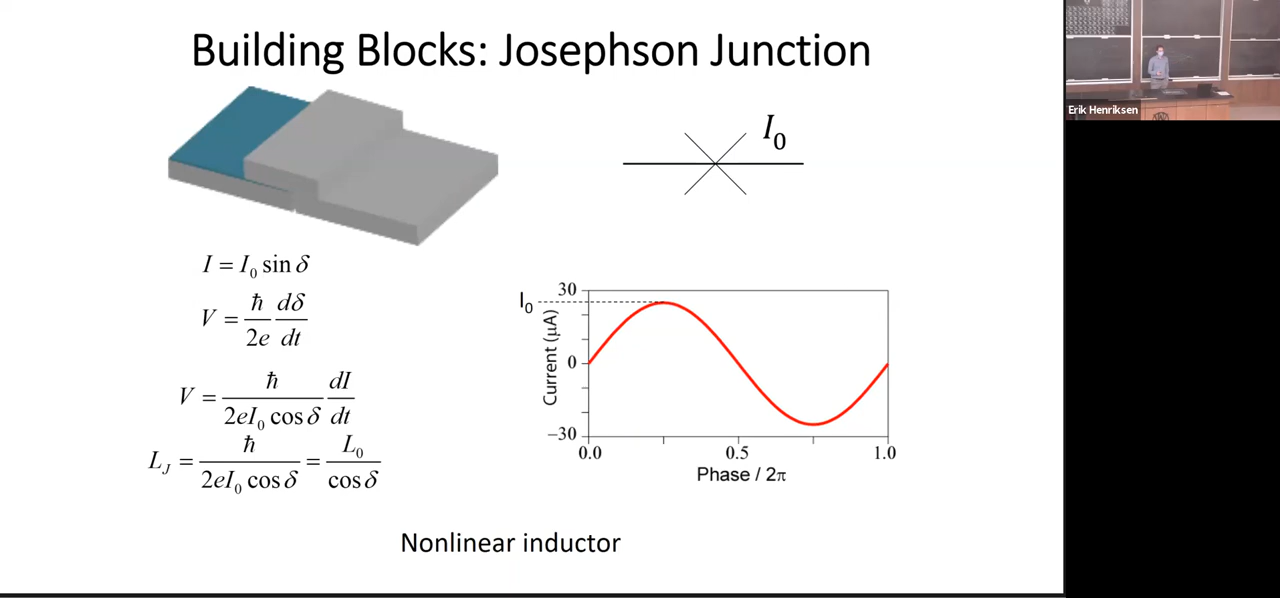 Building Blocks: Josephson Junction
Erik Henriksen
I₀
I = I₀ sin δ
V = ħ/2e dδ/dt
V = ħ/(2eI₀ cos δ) dI/dt
L_J = ħ/(2eI₀ cos δ) = L₀/cos δ
I₀
30
0
−30
Current (µA)
0.0 0.5 1.0
Phase / 2π
Nonlinear inductor